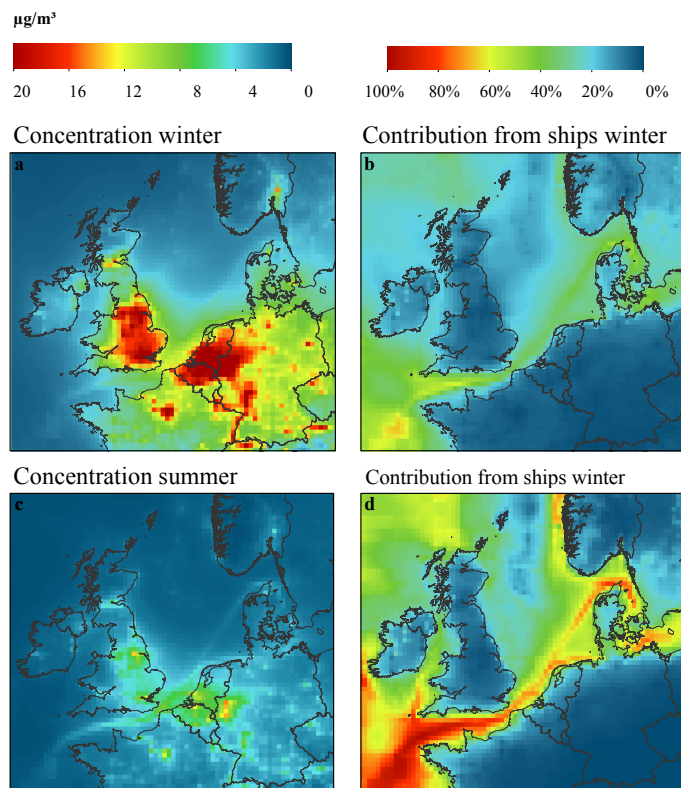 µg/m³
20 16 12 8 4 0
100% 80% 60% 40% 20% 0%
Concentration winter
Contribution from ships winter
a
b
Concentration summer
Contribution from ships winter
c
d